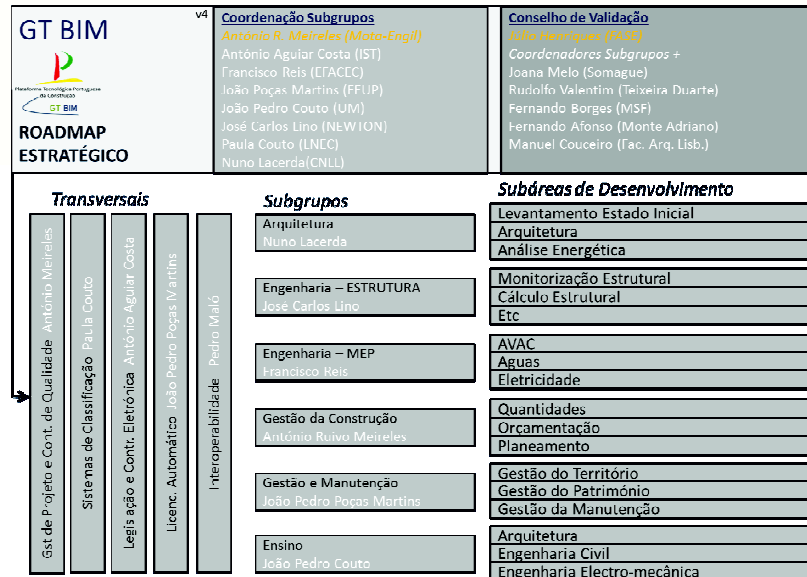 GT BIM
v4
Plataforma Tecnológica Portuguesa
da Construção
GT BIM
ROADMAP
ESTRATÉGICO
Coordenação Subgrupos
António R. Meireles (Mota-Engil)
António Aguiar Costa (IST)
Francisco Reis (EFACEC)
João Poças Martins (FEUP)
João Pedro Couto (UM)
José Carlos Lino (NEWTON)
Paula Couto (LNEC)
Nuno Lacerda(CNLL)
Conselho de Validação
Júlio Henriques (FASE)
Coordenadores Subgrupos +
Joana Melo (Somague)
Rudolfo Valentim (Teixeira Duarte)
Fernando Borges (MSF)
Fernando Afonso (Monte Adriano)
Manuel Couceiro (Fac. Arq. Lisb.)
Transversais
Gst de Projeto e Cont. de Qualidade António Meireles
Sistemas de Classificação Paula Couto
Legislação e Contr. Eletrónica António Aguiar Costa
Licenc. Automático João Pedro Poças Martins
Interoperabilidade Pedro Maló
Subgrupos
Arquitetura
Nuno Lacerda
Engenharia – ESTRUTURA
José Carlos Lino
Engenharia – MEP
Francisco Reis
Gestão da Construção
António Ruivo Meireles
Gestão e Manutenção
João Pedro Poças Martins
Ensino
João Pedro Couto
Subáreas de Desenvolvimento
Levantamento Estado Inicial
Arquitetura
Análise Energética
Monitorização Estrutural
Cálculo Estrutural
Etc
AVAC
Aguas
Eletricidade
Quantidades
Orçamentação
Planeamento
Gestão do Território
Gestão do Património
Gestão da Manutenção
Arquitetura
Engenharia Civil
Engenharia Electro-mecânica